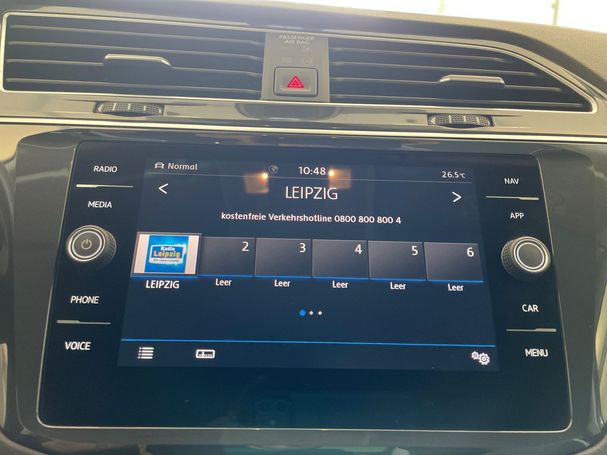 PASSENGER
AIR BAG
RADIO
MEDIA
PHONE
VOICE
Normal
10:48
26.5°C
< LEIPZIG >
kostenfreie Verkehrshotline 0800 800 800 4
Radio
Leipzig
2 3 4 5 6
LEIPZIG Leer Leer Leer Leer Leer
NAV
APP
CAR
MENU